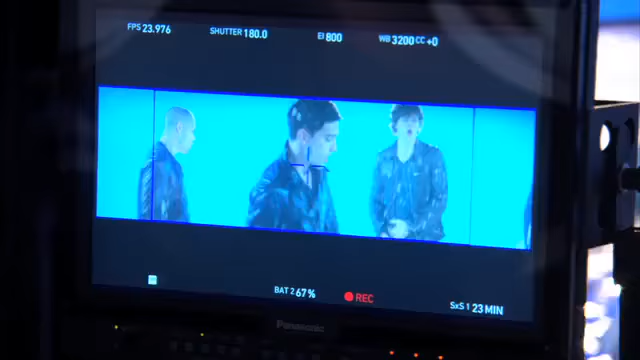 FPS 23.976 SHUTTER 180.0 EI 800 WB 3200 CC +0
BAT 2 67% REC SxS 1 23 MIN
Panasonic